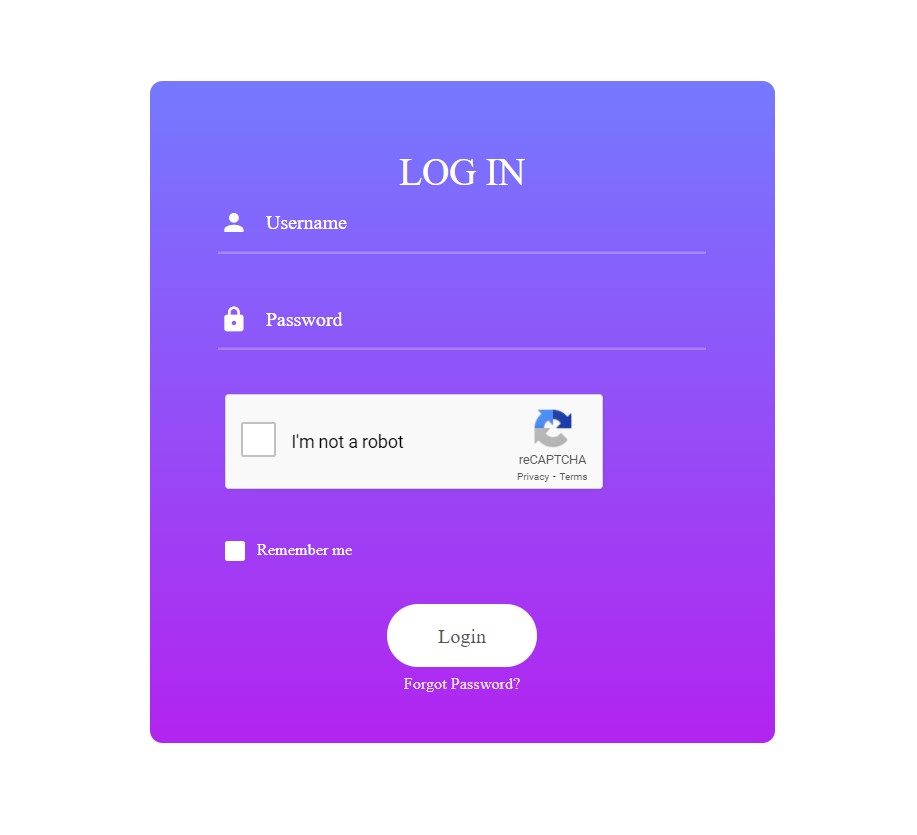 LOG IN
Username
Password
I'm not a robot
reCAPTCHA
Privacy - Terms
Remember me
Login
Forgot Password?